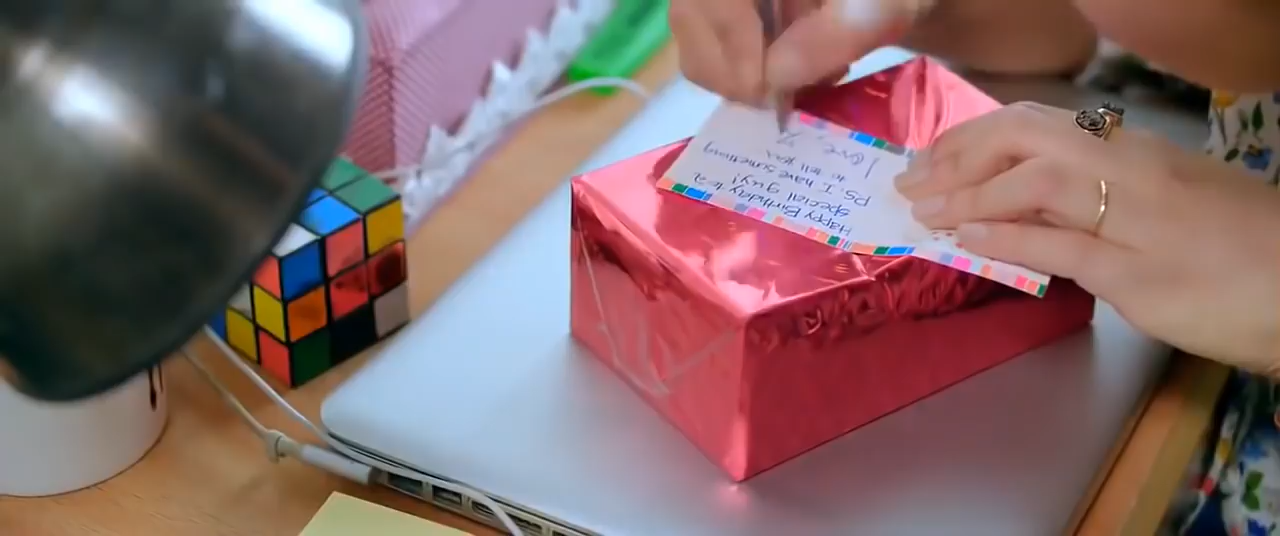 Happy Birthday to a
special guy!
PS. I have something
to tell you!
love,